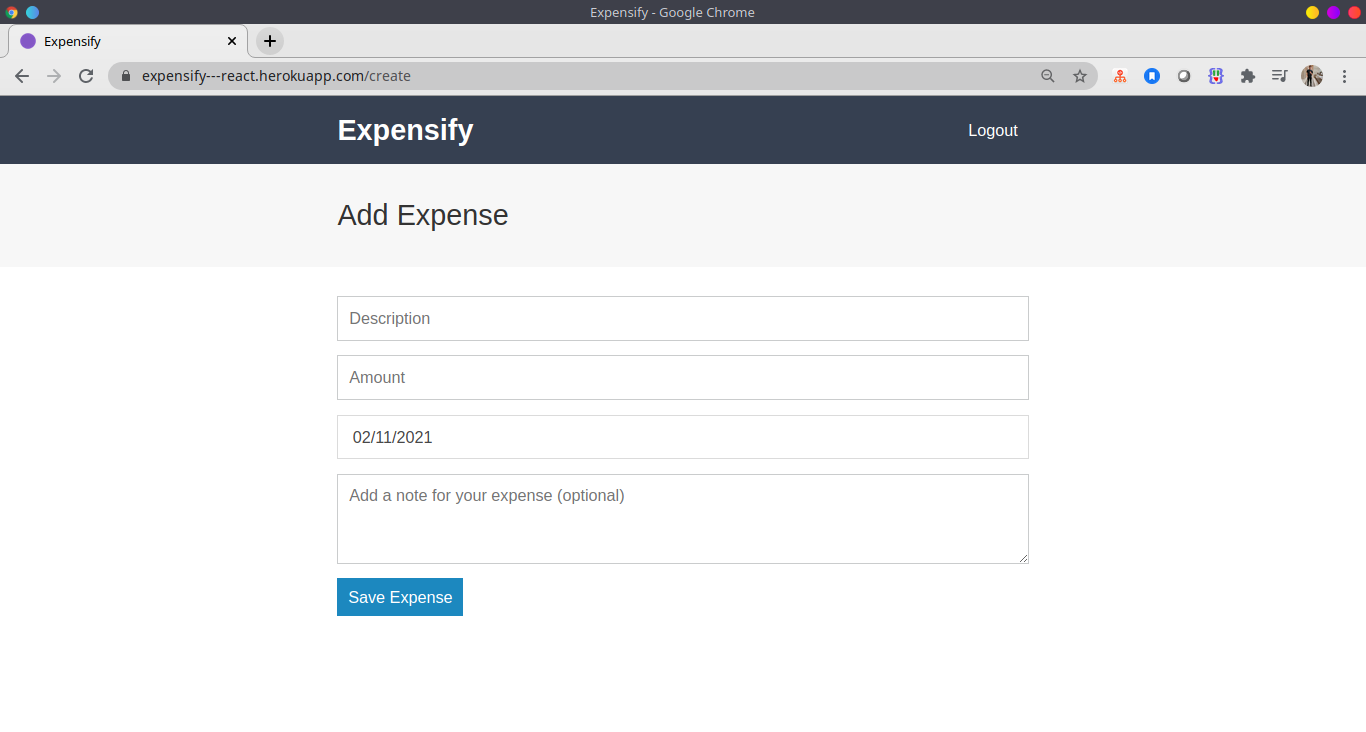 Expensify - Google Chrome
Expensify
expensify---react.herokuapp.com/create
Expensify
Logout
Add Expense
Description
Amount
02/11/2021
Add a note for your expense (optional)
Save Expense